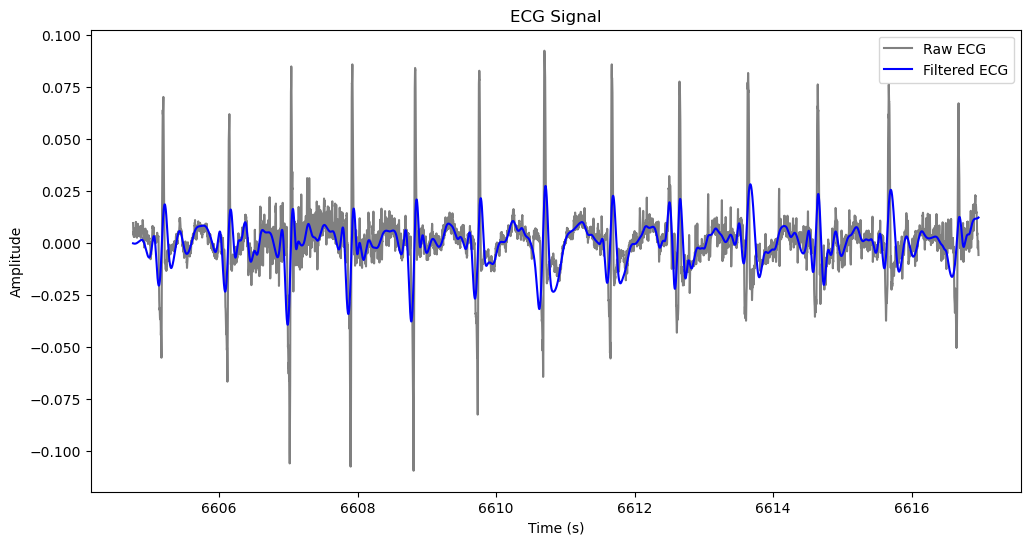 ECG Signal
Raw ECG
Filtered ECG
0.100
0.075
0.050
0.025
0.000
−0.025
−0.050
−0.075
−0.100
Amplitude
6606 6608 6610 6612 6614 6616
Time (s)